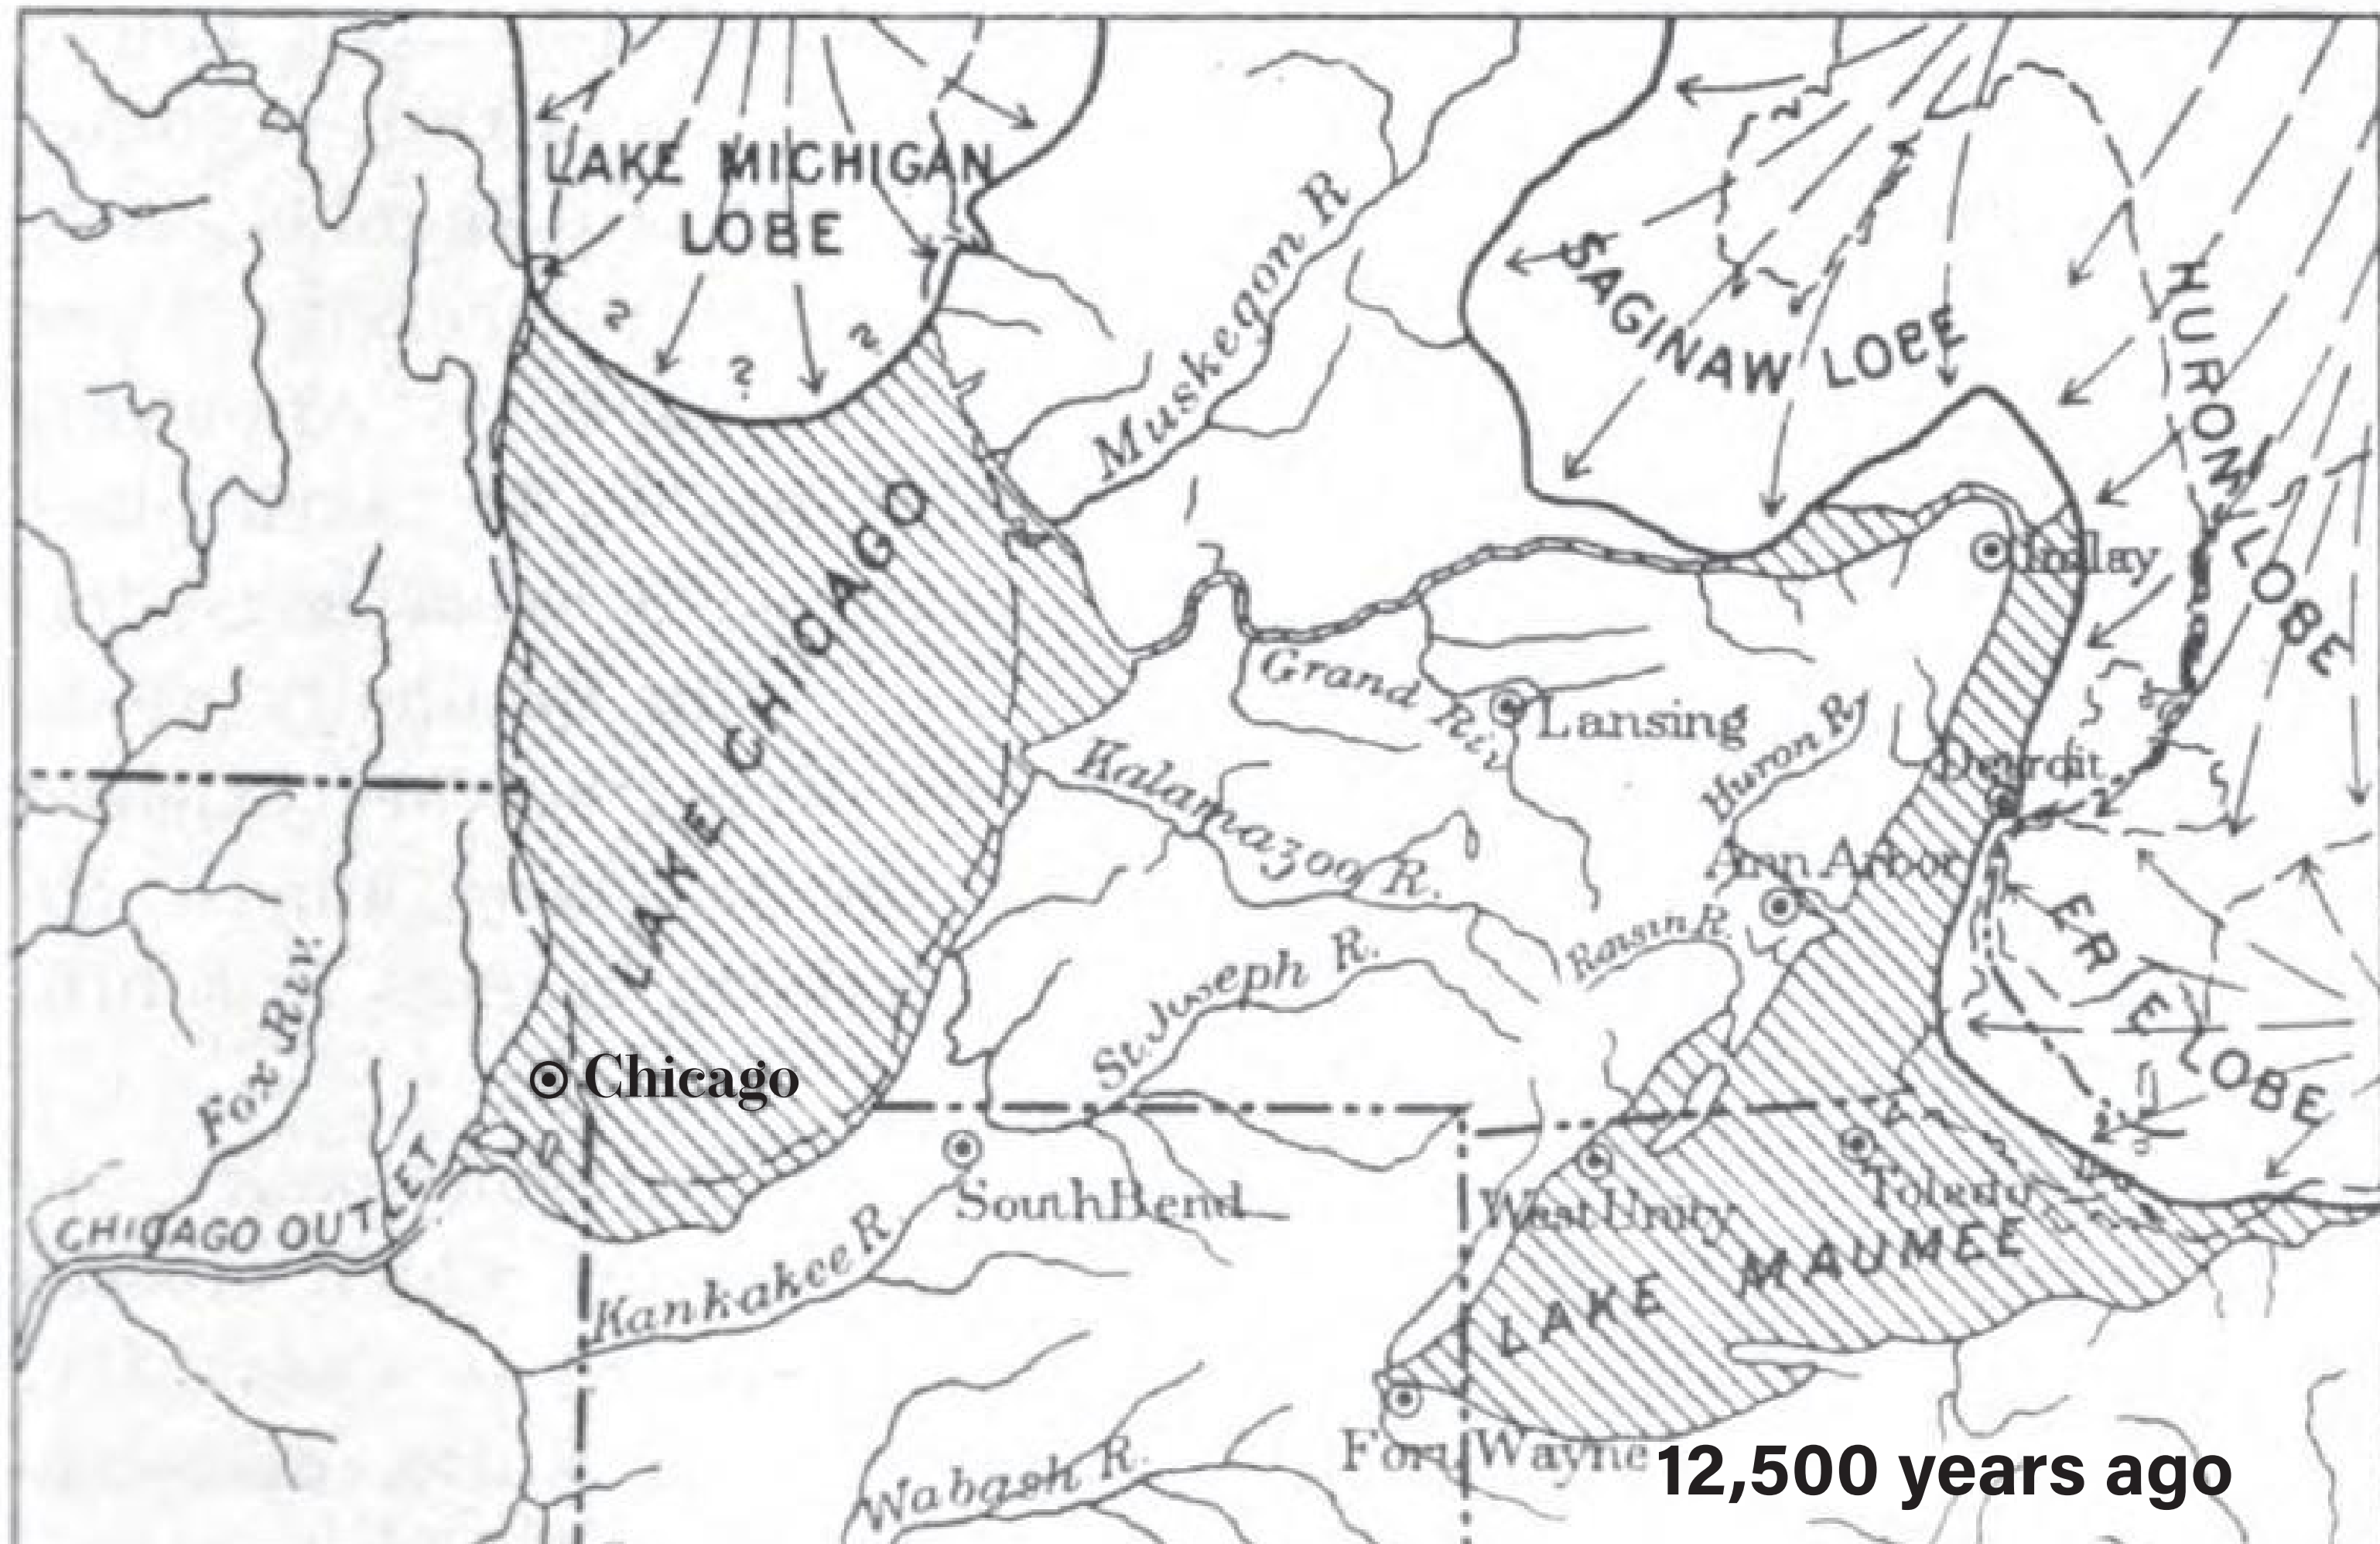 LAKE MICHIGAN
LOBE
?
?
?
Muskegon R
SAGINAW LOBE
HURON LOBE
Imlay
LAKE CHICAGO
Grand Riv
Lansing
Huron R.
Detroit
Kalamazoo R.
Ann Arbor
Raisin R.
ERIE LOBE
St. Joseph R.
Fox Riv.
Chicago
CHICAGO OUTLET
South Bend
West Unity
Toledo
LAKE MAUMEE
Kankakee R
Fort Wayne
Wabash R.
12,500 years ago